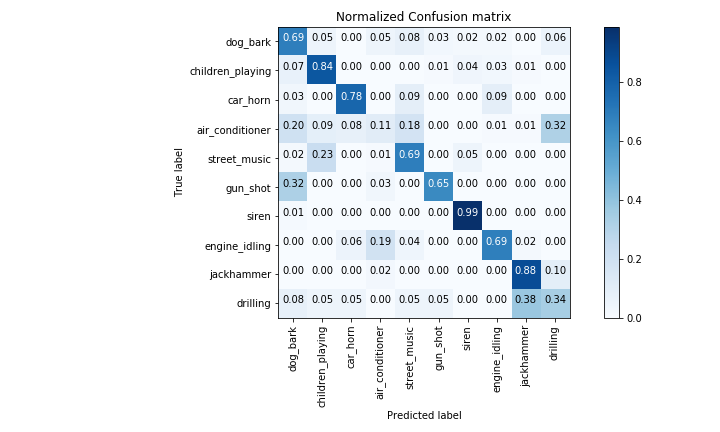 Normalized Confusion matrix
True label
dog_bark 0.69 0.05 0.00 0.05 0.08 0.03 0.02 0.02 0.00 0.06
children_playing 0.07 0.84 0.00 0.00 0.00 0.01 0.04 0.03 0.01 0.00
car_horn 0.03 0.00 0.78 0.00 0.09 0.00 0.00 0.09 0.00 0.00
air_conditioner 0.20 0.09 0.08 0.11 0.18 0.00 0.00 0.01 0.01 0.32
street_music 0.02 0.23 0.00 0.01 0.69 0.00 0.05 0.00 0.00 0.00
gun_shot 0.32 0.00 0.00 0.03 0.00 0.65 0.00 0.00 0.00 0.00
siren 0.01 0.00 0.00 0.00 0.00 0.00 0.99 0.00 0.00 0.00
engine_idling 0.00 0.00 0.06 0.19 0.04 0.00 0.00 0.69 0.02 0.00
jackhammer 0.00 0.00 0.00 0.02 0.00 0.00 0.00 0.00 0.88 0.10
drilling 0.08 0.05 0.05 0.00 0.05 0.05 0.00 0.00 0.38 0.34
dog_bark
children_playing
car_horn
air_conditioner
street_music
gun_shot
siren
engine_idling
jackhammer
drilling
Predicted label
0.8
0.6
0.4
0.2
0.0